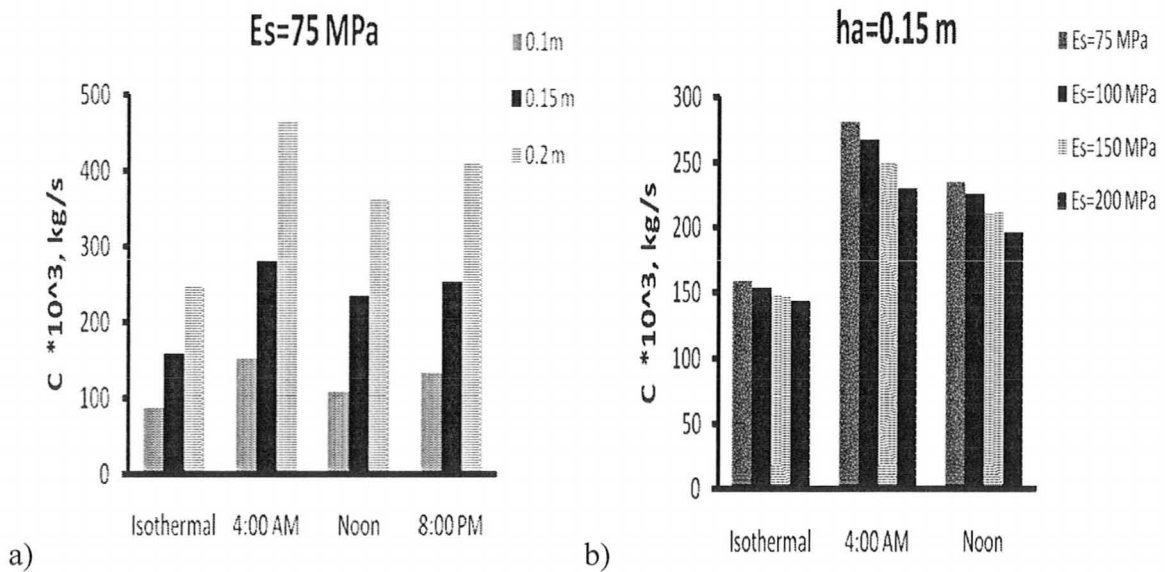 Es=75 MPa
500
400
300
200
100
0
C *10^3, kg/s
Isothermal 4:00 AM Noon 8:00 PM
0.1m
0.15 m
0.2 m
a)
ha=0.15 m
300
250
200
150
100
50
0
C *10^3, kg/s
Isothermal 4:00 AM Noon
Es=75 MPa
Es=100 MPa
Es=150 MPa
Es=200 MPa
b)